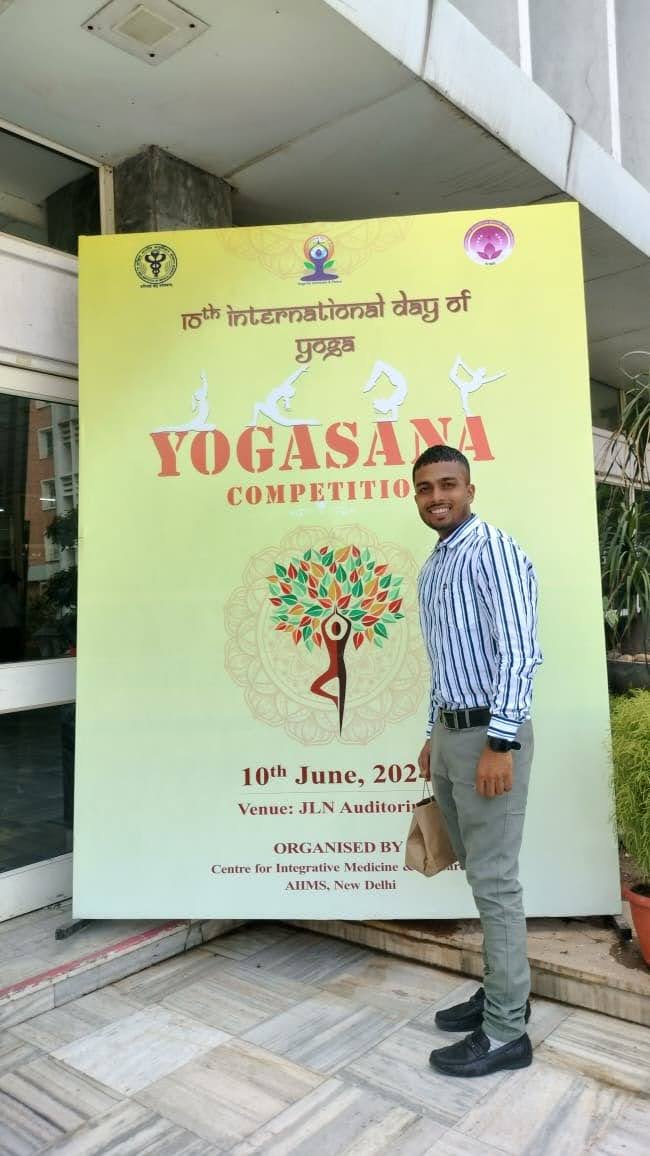 10th international day of
yoga
YOGASANA
COMPETITIO
10th June, 202
Venue: JLN Auditori
ORGANISED BY
Centre for Integrative Medicine &
AIIMS, New Delhi